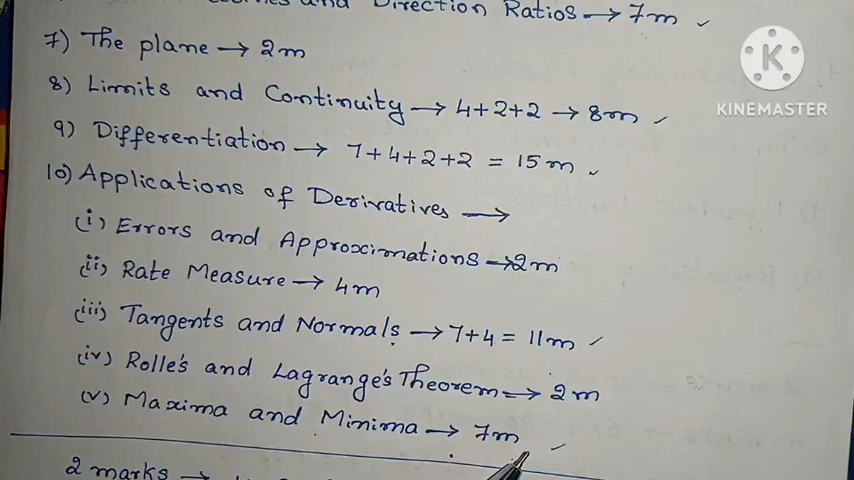 and Direction Ratios → 7m ✓
7) The plane → 2m
8) Limits and Continuity → 4+2+2 → 8m ✓
9) Differentiation → 7+4+2+2 = 15m ✓
10) Applications of Derivatives →
(i) Errors and Approximations → 2m
(ii) Rate Measure → 4m
(iii) Tangents and Normals → 7+4 = 11m ✓
(iv) Rolle's and Lagrange's Theorem → 2m
(v) Maxima and Minima → 7m ✓
2 marks →
KINEMASTER